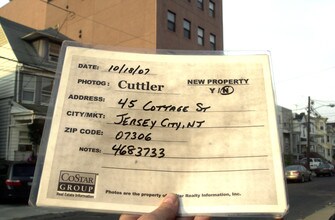 DATE: 10/18/07
PHOTOG: Cuttler NEW PROPERTY
Y / N
ADDRESS: 45 COTTAGE ST
CITY/MKT: JERSEY CITY, NJ
ZIP CODE: 07306
NOTES: 4683733
COSTAR
GROUP
Real Estate Information
Photos are the property of Realty Information, Inc.